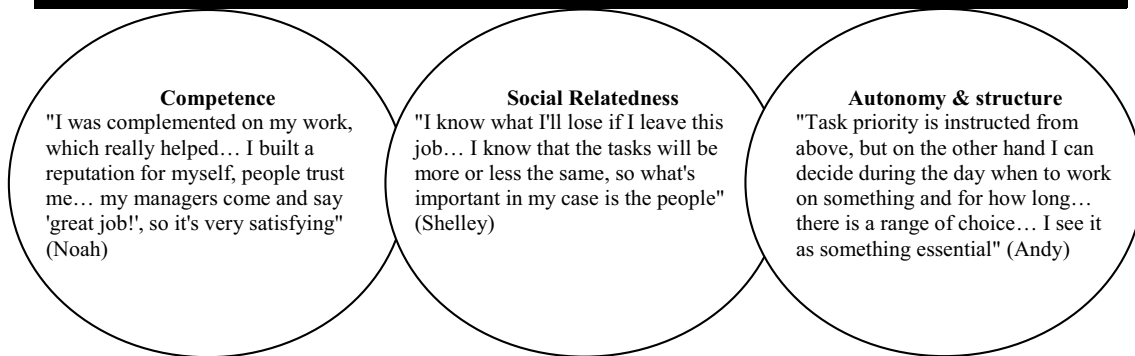 Competence
"I was complemented on my work,
which really helped… I built a
reputation for myself, people trust
me… my managers come and say
'great job!', so it's very satisfying"
(Noah)
Social Relatedness
"I know what I'll lose if I leave this
job… I know that the tasks will be
more or less the same, so what's
important in my case is the people"
(Shelley)
Autonomy & structure
"Task priority is instructed from
above, but on the other hand I can
decide during the day when to work
on something and for how long…
there is a range of choice… I see it
as something essential" (Andy)